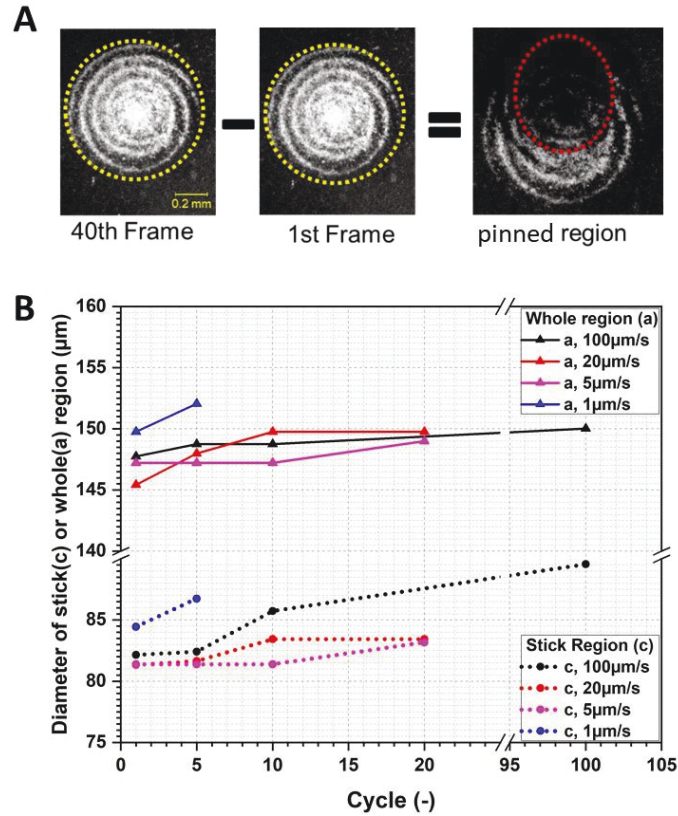 A
0.2 mm
40th Frame
1st Frame
pinned region
B
Diameter of stick(c) or whole(a) region (µm)
160
155
150
145
140
85
80
75
Whole region (a)
a, 100µm/s
a, 20µm/s
a, 5µm/s
a, 1µm/s
Stick Region (c)
c, 100µm/s
c, 20µm/s
c, 5µm/s
c, 1µm/s
0 5 10 15 20 95 100 105
Cycle (-)